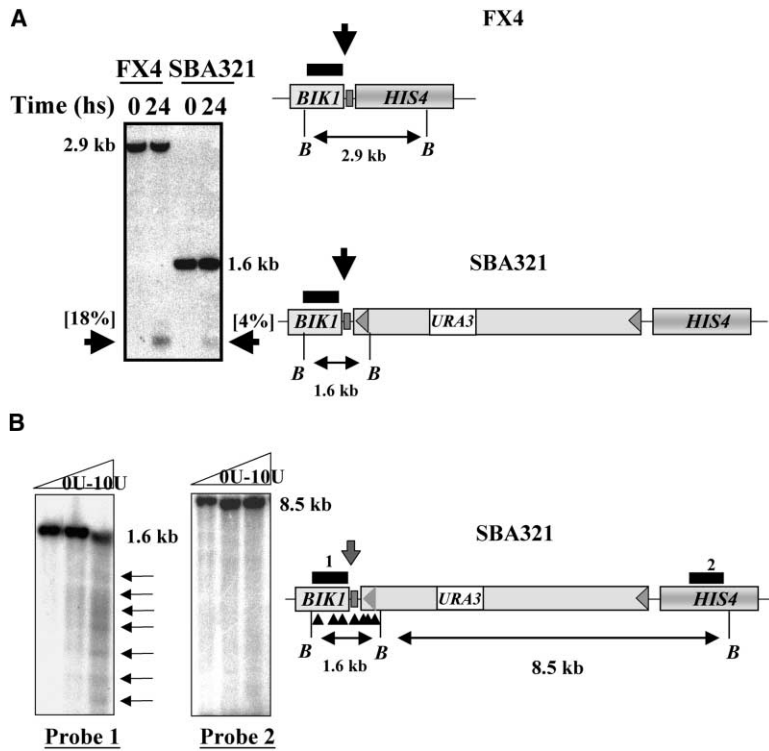 A
FX4
FX4 SBA321
Time (hs) 0 24 0 24
BIK1 HIS4
2.9 kb
B B
2.9 kb
SBA321
1.6 kb
[18%] [4%]
BIK1 URA3 HIS4
B B
1.6 kb
B
0U-10U 0U-10U
8.5 kb
1.6 kb
SBA321
1 2
BIK1 URA3 HIS4
B B B
1.6 kb 8.5 kb
Probe 1 Probe 2